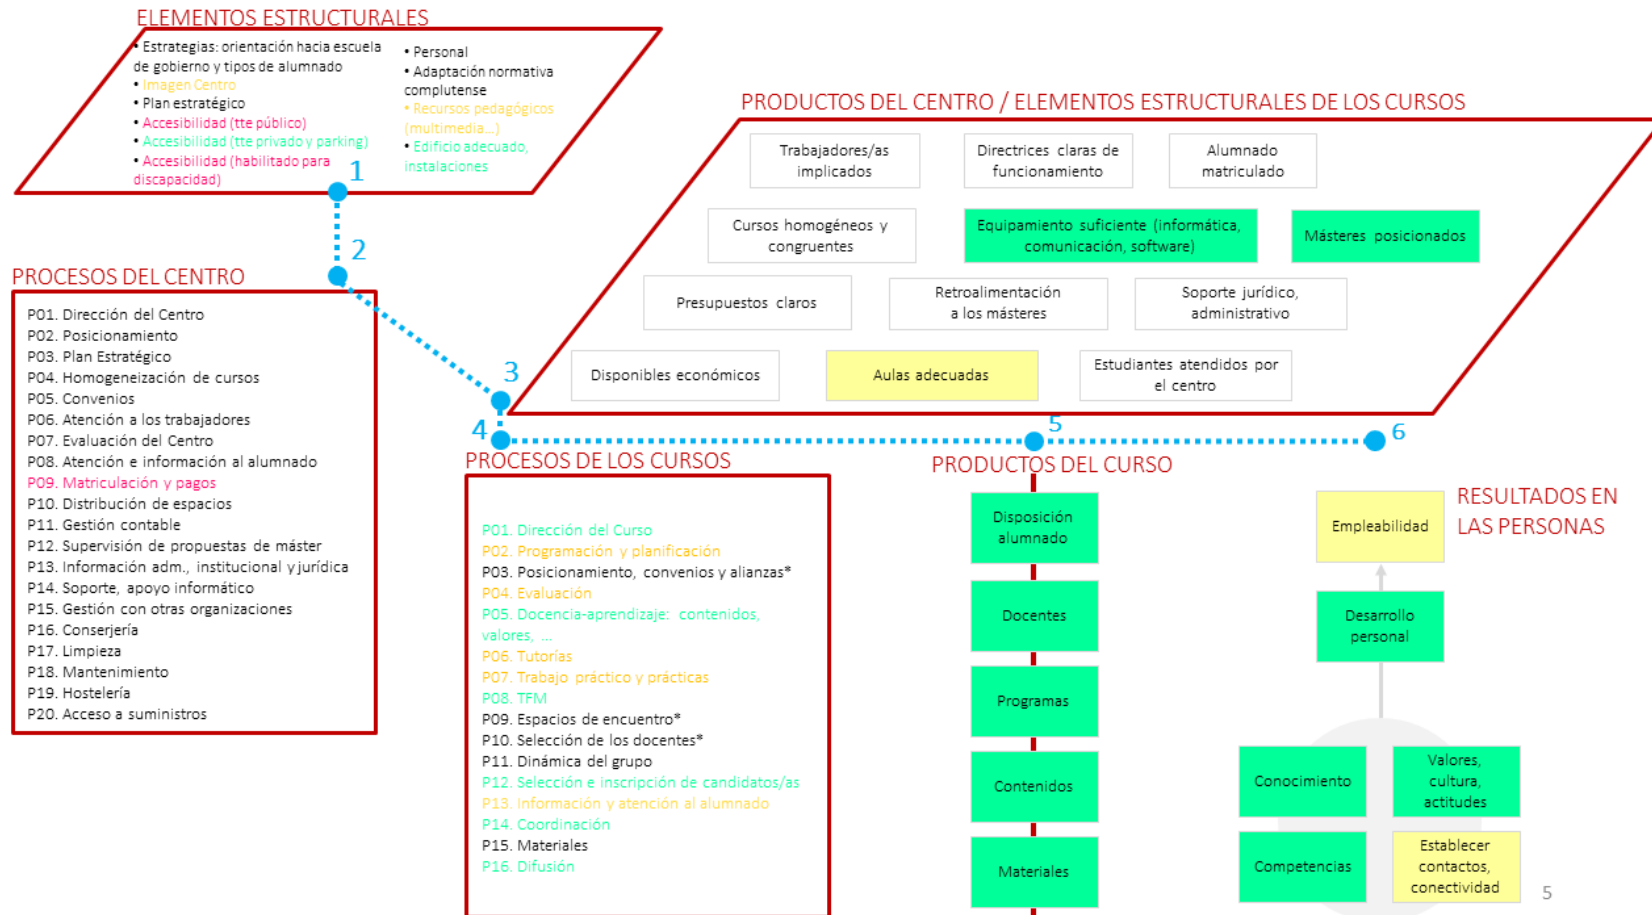 ELEMENTOS ESTRUCTURALES
• Estrategias: orientación hacia escuela
de gobierno y tipos de alumnado
• Imagen Centro
• Plan estratégico
• Accesibilidad (tte público)
• Accesibilidad (tte privado y parking)
• Accesibilidad (habilitado para
discapacidad)
• Personal
• Adaptación normativa
complutense
• Recursos pedagógicos
(multimedia...)
• Edificio adecuado,
instalaciones
1
2
3
4
5
6
PROCESOS DEL CENTRO
P01. Dirección del Centro
P02. Posicionamiento
P03. Plan Estratégico
P04. Homogeneización de cursos
P05. Convenios
P06. Atención a los trabajadores
P07. Evaluación del Centro
P08. Atención e información al alumnado
P09. Matriculación y pagos
P10. Distribución de espacios
P11. Gestión contable
P12. Supervisión de propuestas de máster
P13. Información adm., institucional y jurídica
P14. Soporte, apoyo informático
P15. Gestión con otras organizaciones
P16. Conserjería
P17. Limpieza
P18. Mantenimiento
P19. Hostelería
P20. Acceso a suministros
PRODUCTOS DEL CENTRO / ELEMENTOS ESTRUCTURALES DE LOS CURSOS
Trabajadores/as
implicados
Directrices claras de
funcionamiento
Alumnado
matriculado
Cursos homogéneos y
congruentes
Equipamiento suficiente (informática,
comunicación, software)
Másteres posicionados
Presupuestos claros
Retroalimentación
a los másteres
Soporte jurídico,
administrativo
Disponibles económicos
Aulas adecuadas
Estudiantes atendidos por
el centro
PROCESOS DE LOS CURSOS
P01. Dirección del Curso
P02. Programación y planificación
P03. Posicionamiento, convenios y alianzas*
P04. Evaluación
P05. Docencia-aprendizaje: contenidos,
valores, ...
P06. Tutorías
P07. Trabajo práctico y prácticas
P08. TFM
P09. Espacios de encuentro*
P10. Selección de los docentes*
P11. Dinámica del grupo
P12. Selección e inscripción de candidatos/as
P13. Información y atención al alumnado
P14. Coordinación
P15. Materiales
P16. Difusión
PRODUCTOS DEL CURSO
Disposición
alumnado
Docentes
Programas
Contenidos
Materiales
RESULTADOS EN
LAS PERSONAS
Empleabilidad
Desarrollo
personal
Conocimiento
Valores,
cultura,
actitudes
Competencias
Establecer
contactos,
conectividad
5